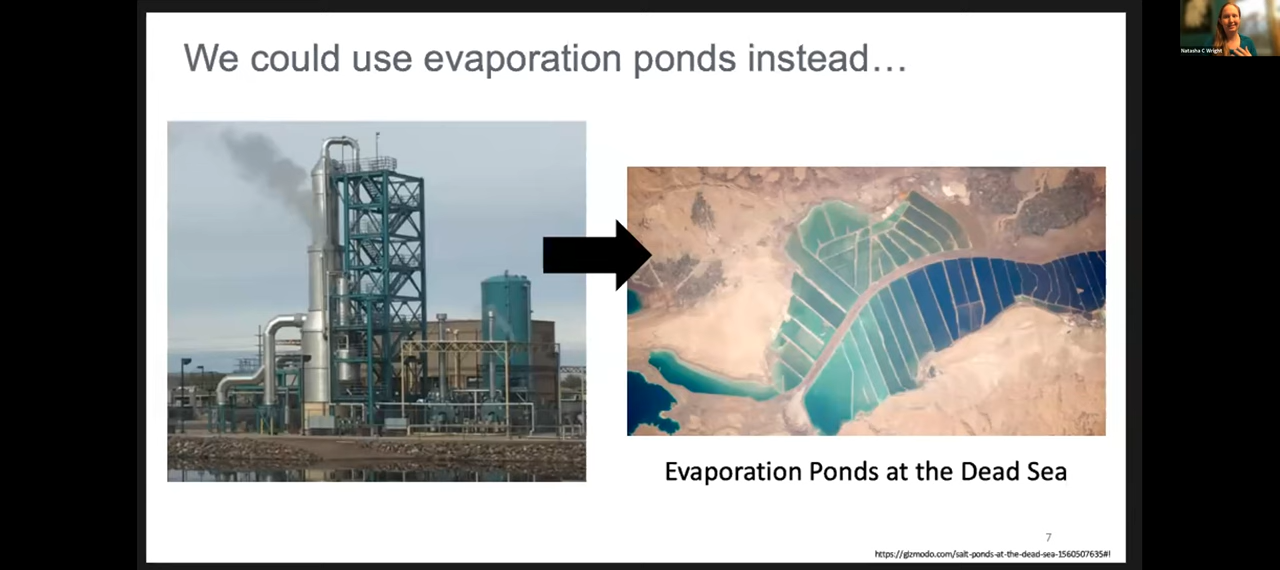 We could use evaporation ponds instead…
Natasha C Wright
Evaporation Ponds at the Dead Sea
7
https://gizmodo.com/salt-ponds-at-the-dead-sea-1560507635#!